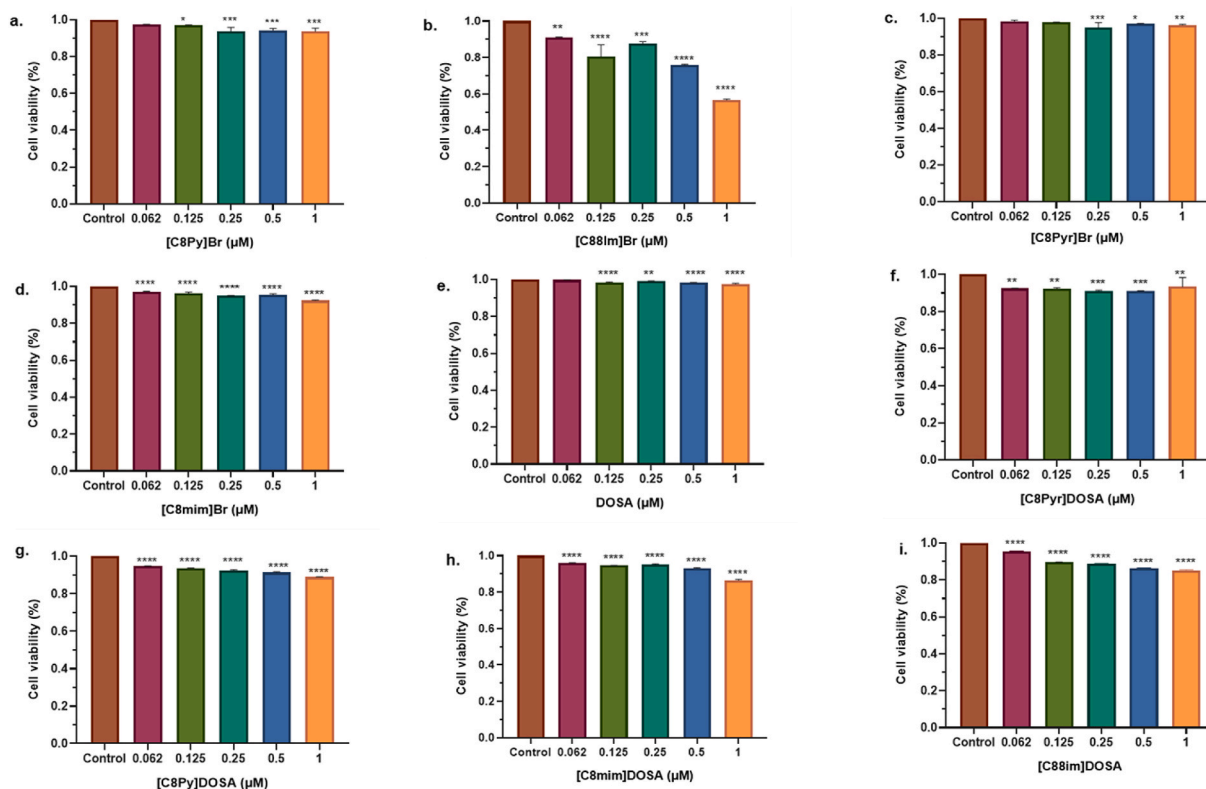 a.
Cell viability (%)
1.0
0.8
0.6
0.4
0.2
0.0
* *** *** ***
Control 0.062 0.125 0.25 0.5 1
[C8Py]Br (µM)
b.
Cell viability (%)
1.0
0.8
0.6
0.4
0.2
0.0
** **** *** **** ****
Control 0.062 0.125 0.25 0.5 1
[C88Im]Br (µM)
c.
Cell viability (%)
1.0
0.8
0.6
0.4
0.2
0.0
*** * **
Control 0.062 0.125 0.25 0.5 1
[C8Pyr]Br (µM)
d.
Cell viability (%)
1.0
0.8
0.6
0.4
0.2
0.0
**** **** **** **** ****
Control 0.062 0.125 0.25 0.5 1
[C8mim]Br (µM)
e.
Cell viability (%)
1.0
0.8
0.6
0.4
0.2
0.0
**** ** **** ****
Control 0.062 0.125 0.25 0.5 1
DOSA (µM)
f.
Cell viability (%)
1.0
0.8
0.6
0.4
0.2
0.0
** ** *** *** **
Control 0.062 0.125 0.25 0.5 1
[C8Pyr]DOSA (µM)
g.
Cell viability (%)
1.0
0.8
0.6
0.4
0.2
0.0
**** **** **** **** ****
Control 0.062 0.125 0.25 0.5 1
[C8Py]DOSA (µM)
h.
Cell viability (%)
1.0
0.8
0.6
0.4
0.2
0.0
**** **** **** **** ****
Control 0.062 0.125 0.25 0.5 1
[C8mim]DOSA (µM)
i.
Cell viability (%)
1.0
0.8
0.6
0.4
0.2
0.0
**** **** **** **** ****
Control 0.062 0.125 0.25 0.5 1
[C88im]DOSA